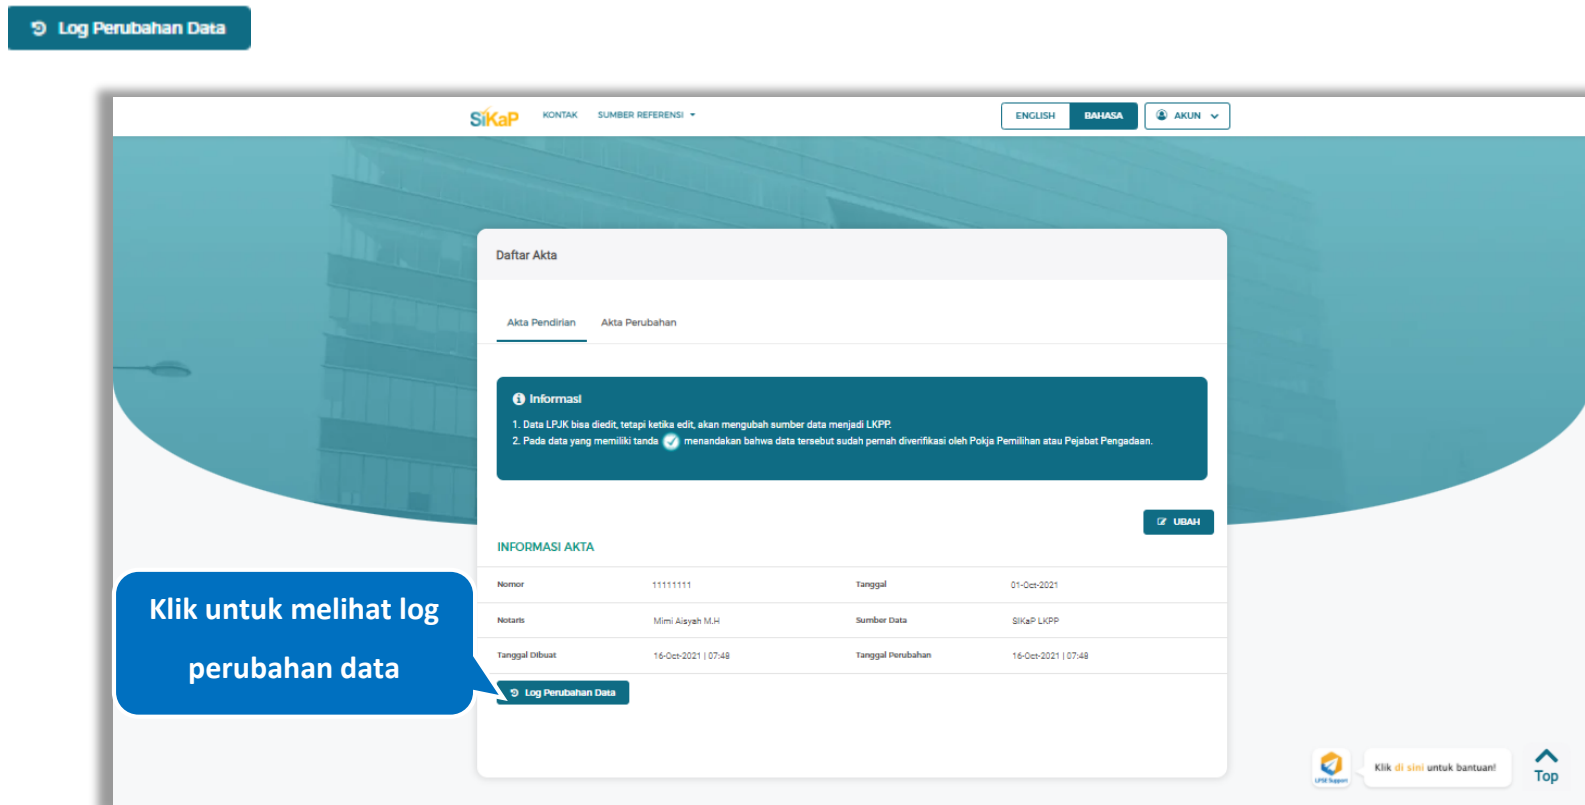 Log Perubahan Data
SiKaP KONTAK SUMBER REFERENSI ENGLISH BAHASA AKUN
Daftar Akta
Akta Pendirian Akta Perubahan
Informasi
1. Data LPJK bisa diedit, tetapi ketika edit, akan mengubah sumber data menjadi LKPP.
2. Pada data yang memiliki tanda menandakan bahwa data tersebut sudah pernah diverifikasi oleh Pokja Pemilihan atau Pejabat Pengadaan.
UBAH
INFORMASI AKTA
Nomor 11111111 Tanggal 01-Oct-2021
Notaris Mimi Aisyah M.H Sumber Data SIKaP LKPP
Tanggal Dibuat 16-Oct-2021 | 07:48 Tanggal Perubahan 16-Oct-2021 | 07:48
Log Perubahan Data
Klik untuk melihat log
perubahan data
LPSE Support
Klik di sini untuk bantuan!
Top